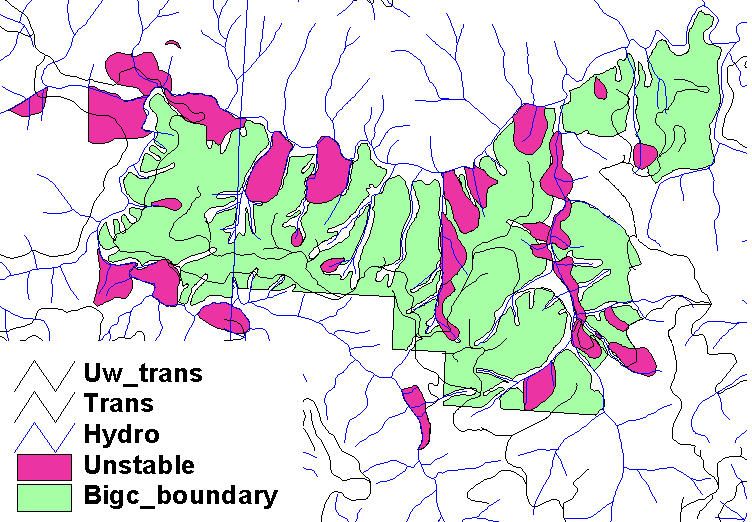 Uw_trans
Trans
Hydro
Unstable
Bigc_boundary